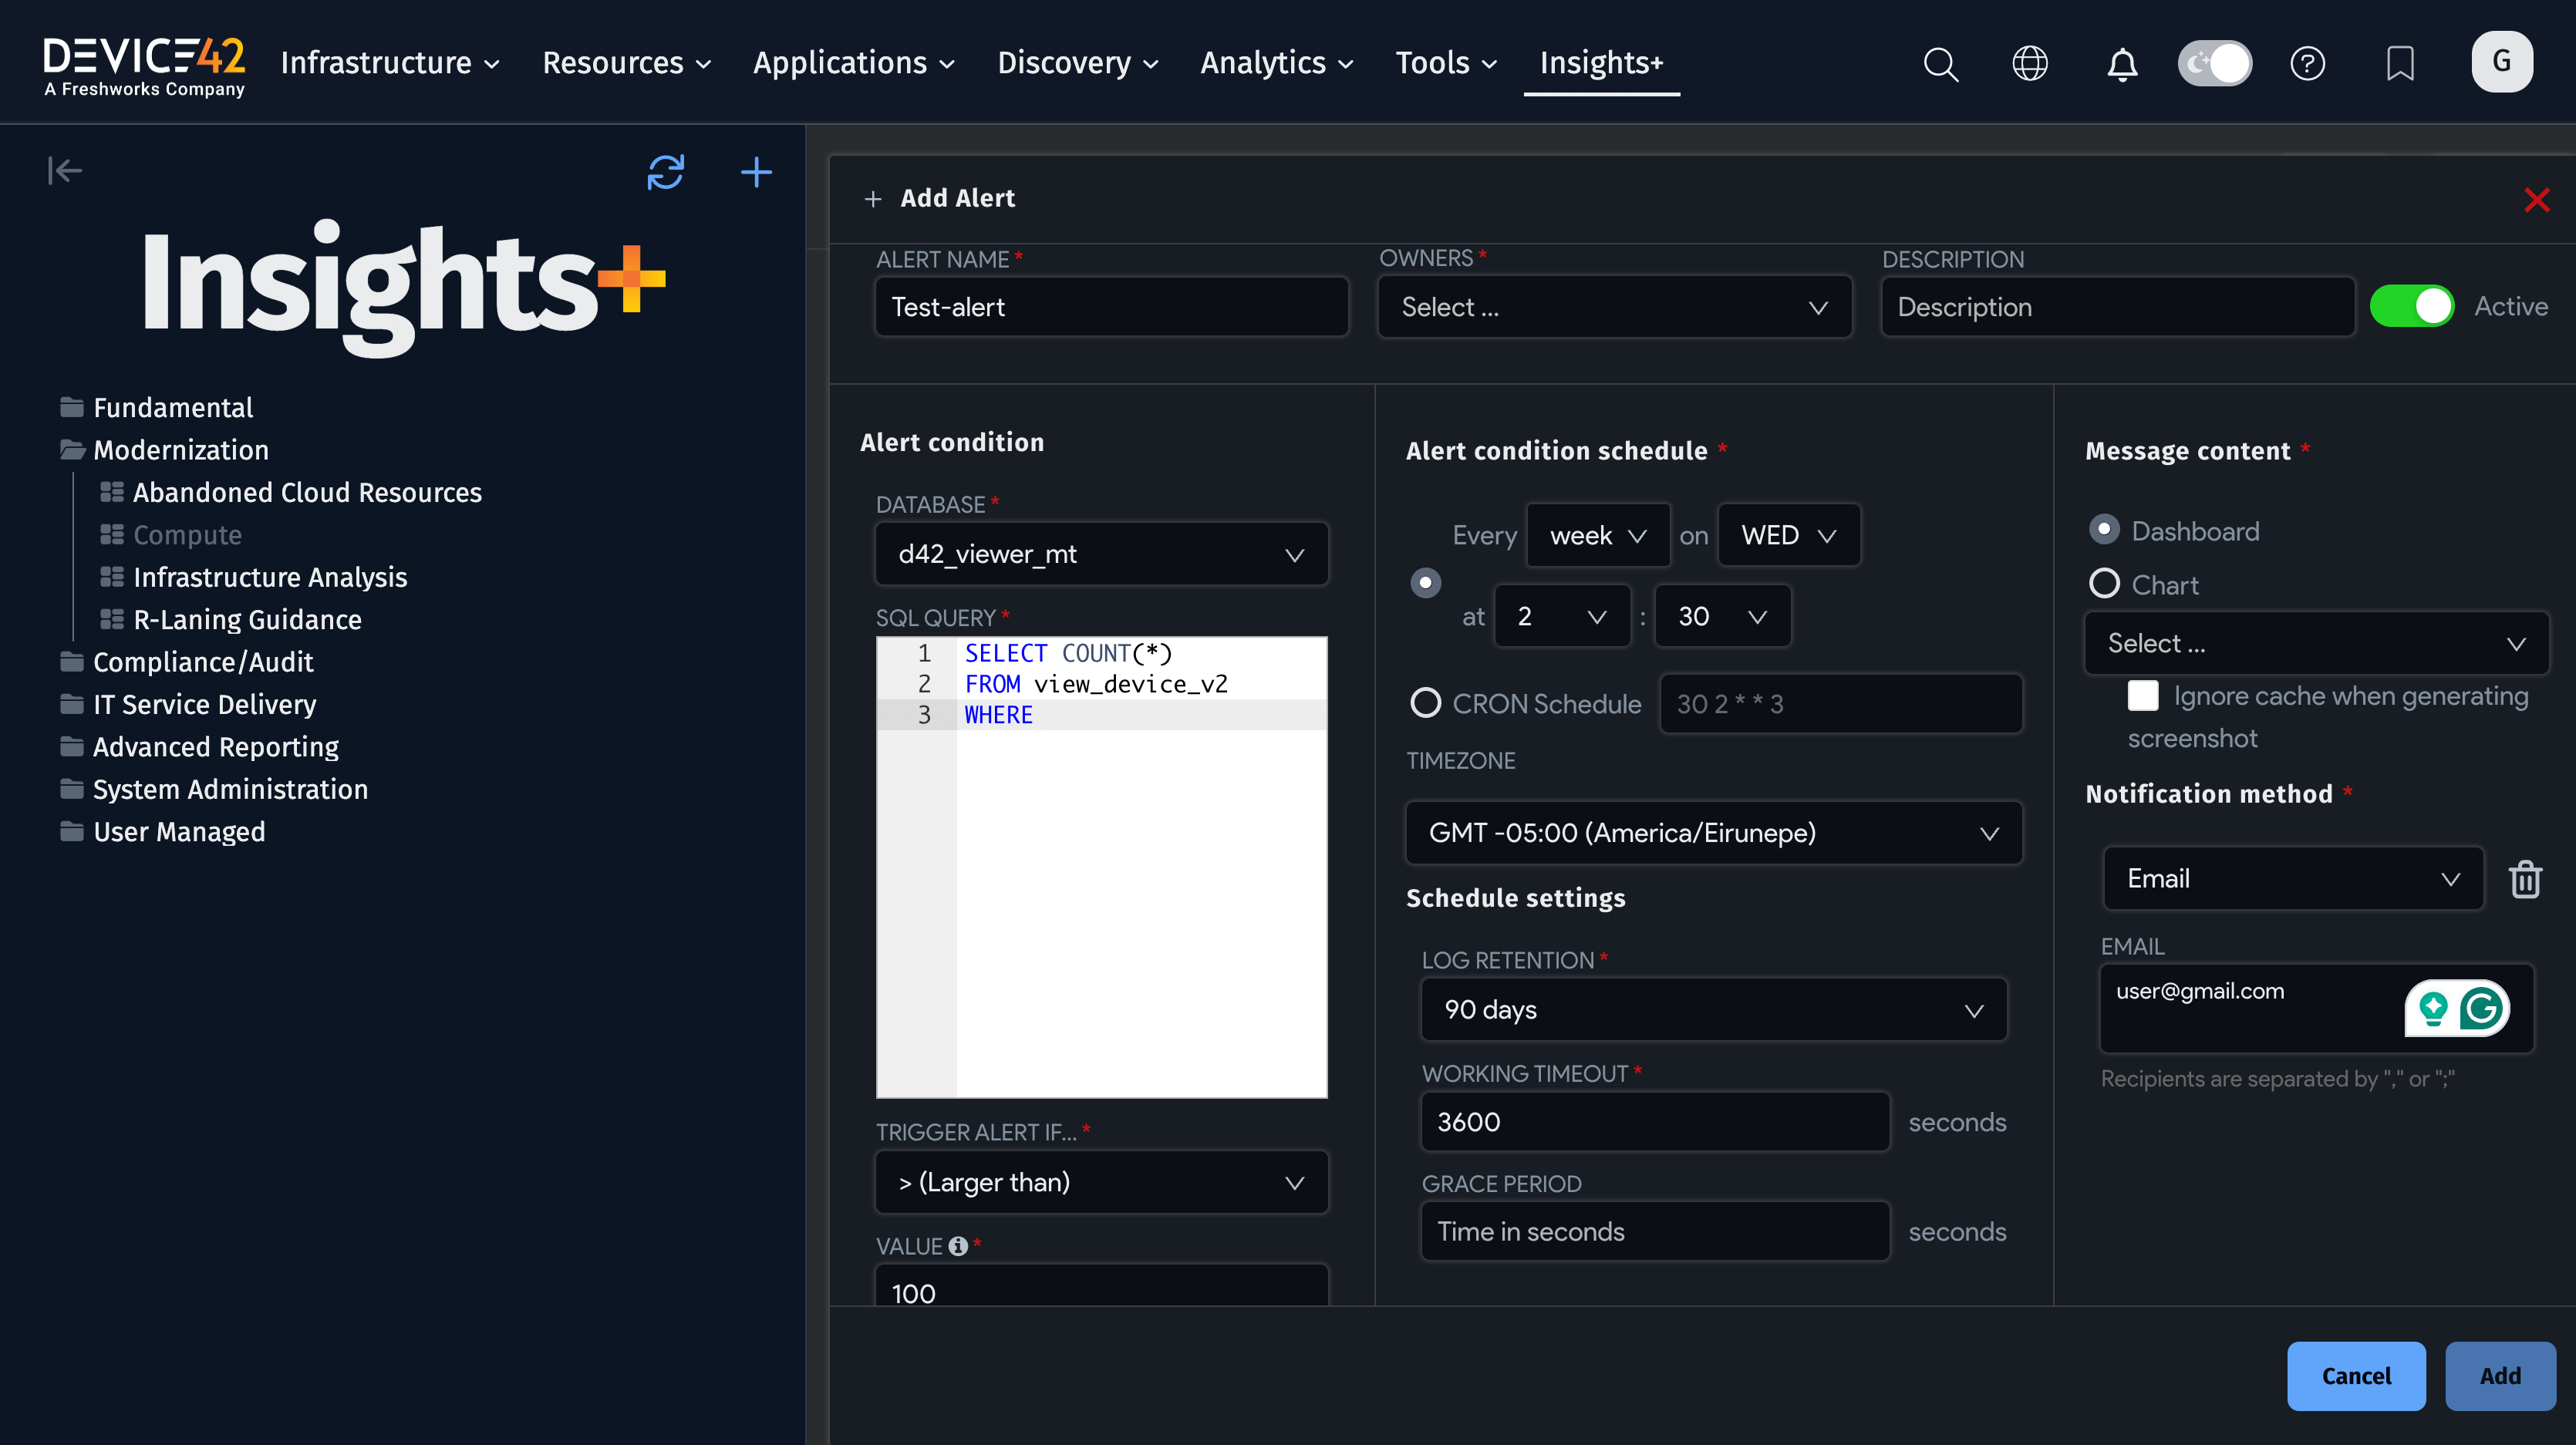 DEVICE42
A Freshworks Company
Infrastructure
Resources
Applications
Discovery
Analytics
Tools
Insights+
G
Insights+
Fundamental
Modernization
Abandoned Cloud Resources
Compute
Infrastructure Analysis
R-Laning Guidance
Compliance/Audit
IT Service Delivery
Advanced Reporting
System Administration
User Managed
+ Add Alert
ALERT NAME *
Test-alert
OWNERS *
Select ...
DESCRIPTION
Description
Active
Alert condition
DATABASE *
d42_viewer_mt
SQL QUERY *
1 SELECT COUNT(*)
2 FROM view_device_v2
3 WHERE
TRIGGER ALERT IF... *
> (Larger than)
VALUE *
100
Alert condition schedule *
Every week on WED
at 2 : 30
CRON Schedule 30 2 * * 3
TIMEZONE
GMT -05:00 (America/Eirunepe)
Schedule settings
LOG RETENTION *
90 days
WORKING TIMEOUT *
3600 seconds
GRACE PERIOD
Time in seconds seconds
Message content *
Dashboard
Chart
Select ...
Ignore cache when generating
screenshot
Notification method *
Email
EMAIL
user@gmail.com
Recipients are separated by "," or ";"
Cancel
Add